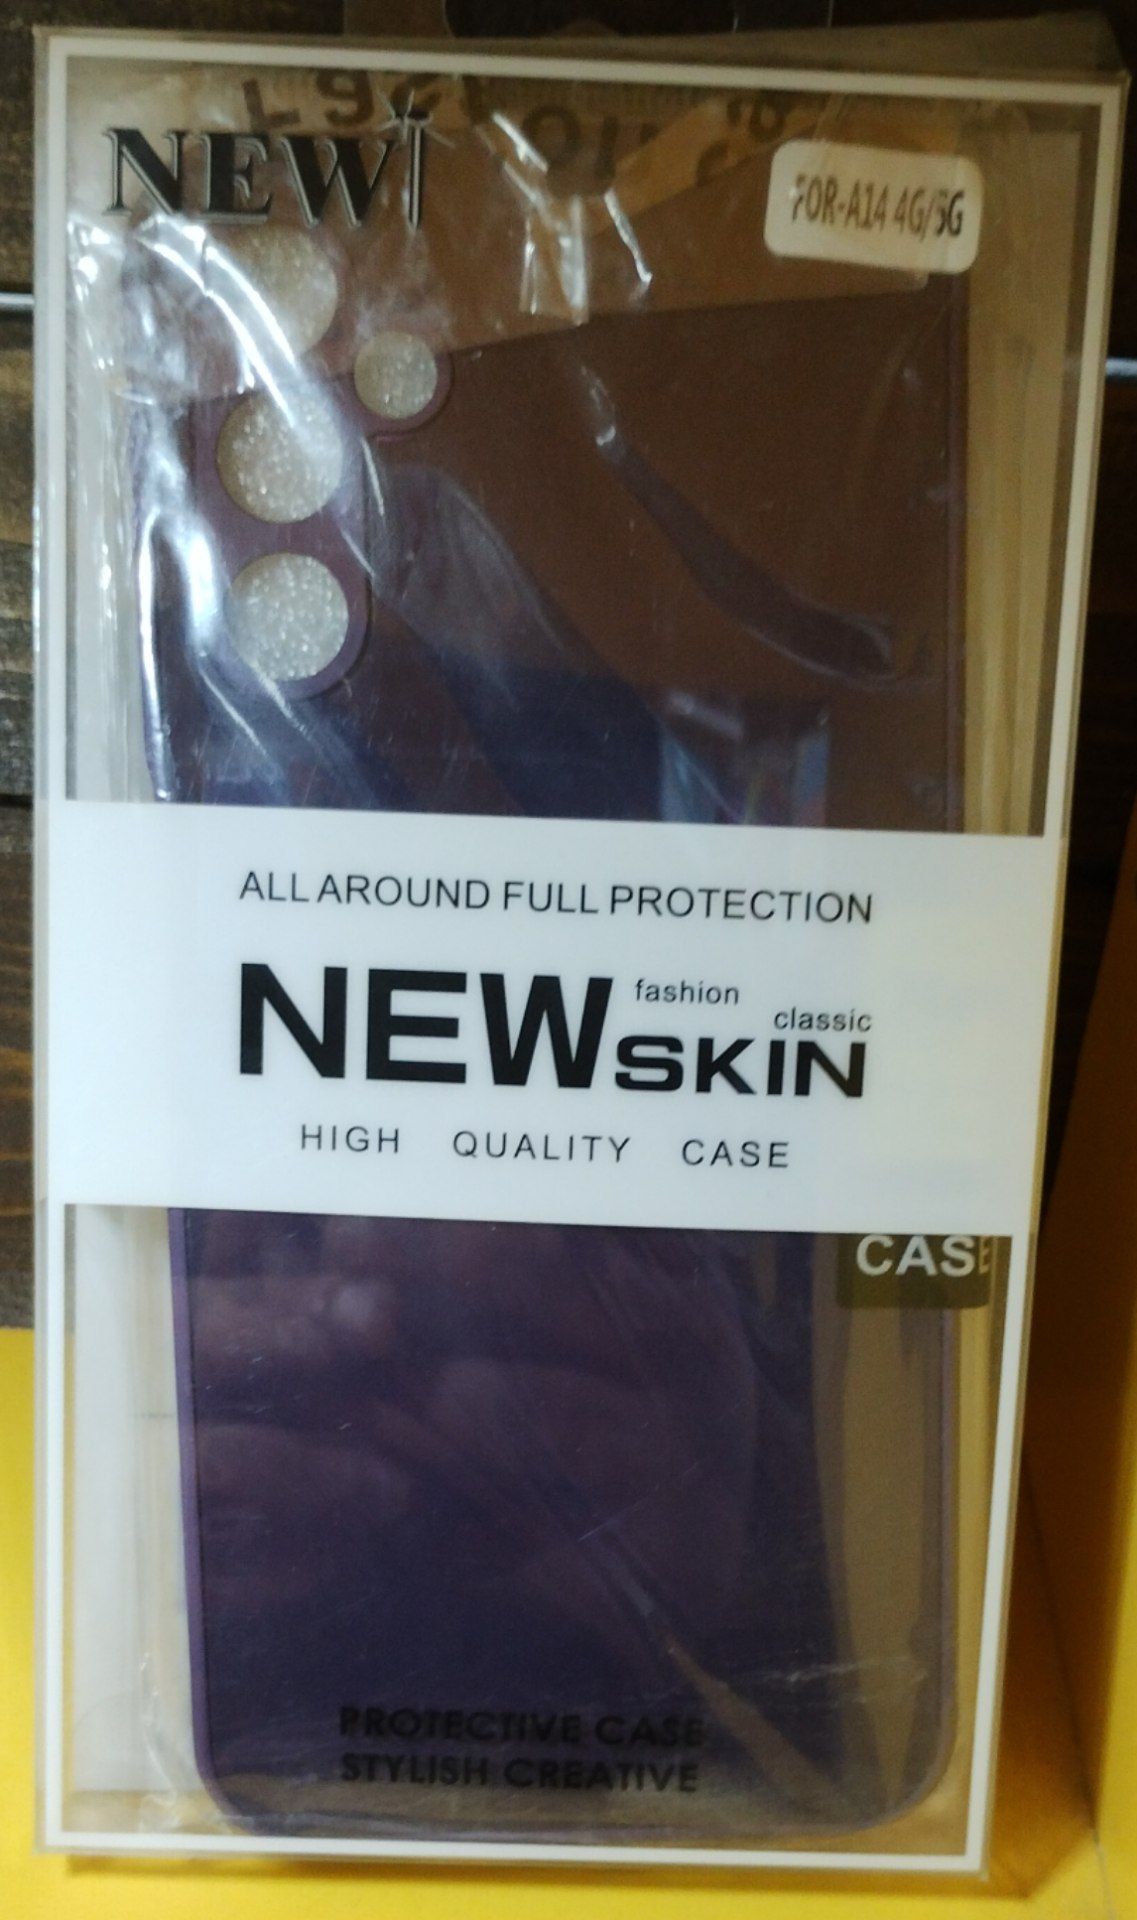 NEW!
FOR-A14 4G/5G
ALL AROUND FULL PROTECTION
NEW fashion
classic
SKIN
HIGH QUALITY CASE
CASE
PROTECTIVE CASE
STYLISH CREATIVE